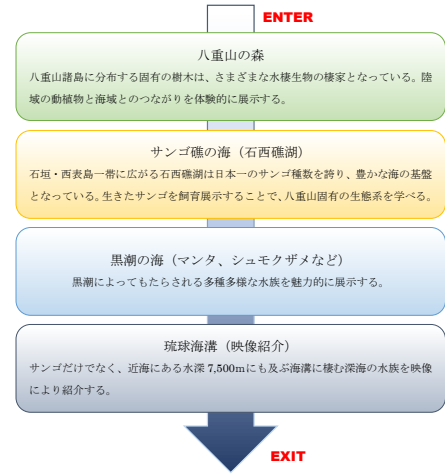 ENTER
八重山の森
八重山諸島に分布する固有の樹木は、さまざまな水棲生物の棲家となっている。陸
域の動植物と海域とのつながりを体験的に展示する。
サンゴ礁の海（石西礁湖）
石垣・西表島一帯に広がる石西礁湖は日本一のサンゴ種数を誇り、豊かな海の基盤
となっている。生きたサンゴを飼育展示することで、八重山固有の生態系を学べる。
黒潮の海（マンタ、シュモクザメなど）
黒潮によってもたらされる多種多様な水族を魅力的に展示する。
琉球海溝（映像紹介）
サンゴだけでなく、近海にある水深 7,500mにも及ぶ海溝に棲む深海の水族を映像
により紹介する。
EXIT